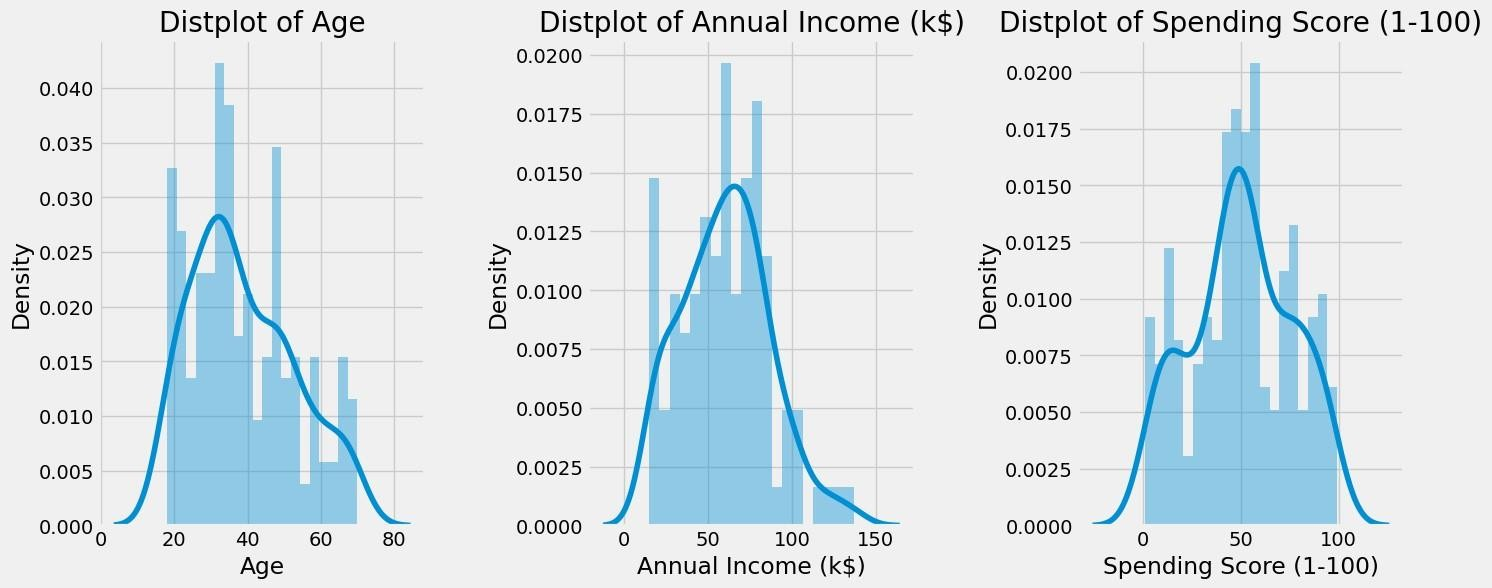 Distplot of Age
0.040
0.035
0.030
0.025
0.020
0.015
0.010
0.005
0.000
Density
0 20 40 60 80
Age
Distplot of Annual Income (k$)
0.0200
0.0175
0.0150
0.0125
0.0100
0.0075
0.0050
0.0025
0.0000
Density
0 50 100 150
Annual Income (k$)
Distplot of Spending Score (1-100)
0.0200
0.0175
0.0150
0.0125
0.0100
0.0075
0.0050
0.0025
0.0000
Density
0 50 100
Spending Score (1-100)